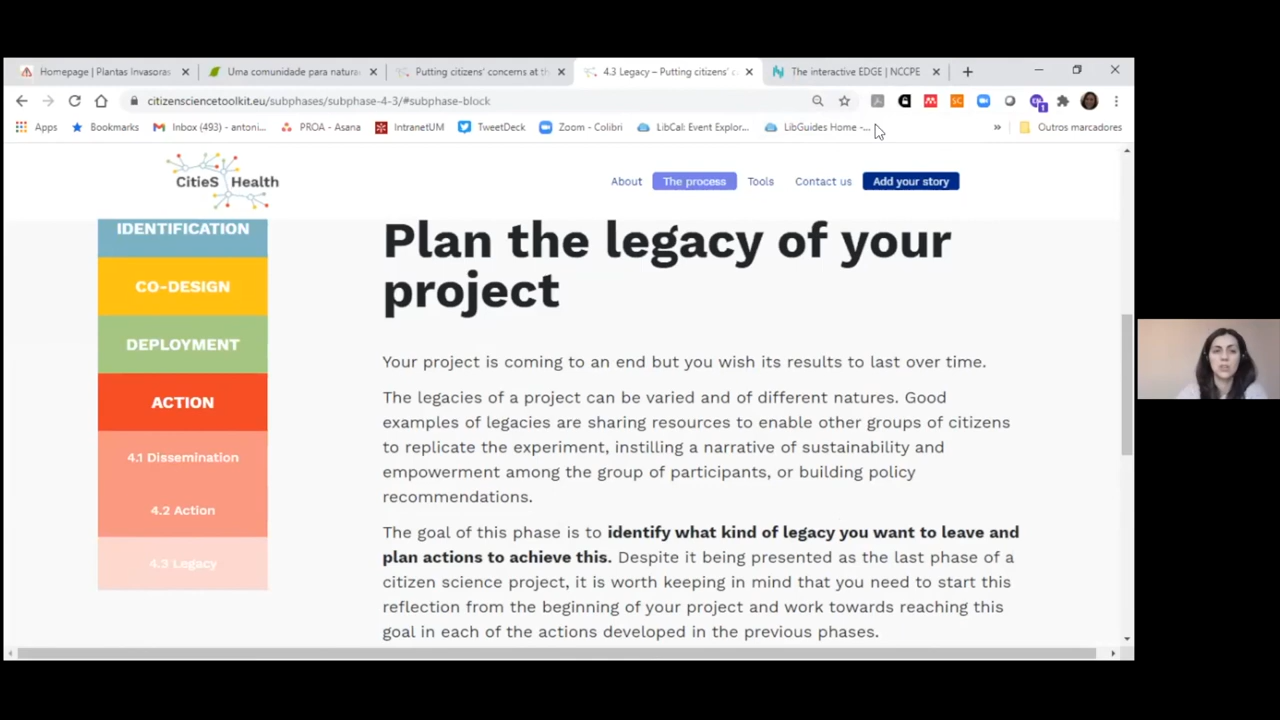 Homepage | Plantas Invasoras
Uma comunidade para natura
Putting citizens' concerns at th
4.3 Legacy – Putting citizens' c
The interactive EDGE | NCCPE
citizensciencetoolkit.eu/subphases/subphase-4-3/#subphase-block
Apps
Bookmarks
Inbox (493) - antoni...
PROA - Asana
IntranetUM
TweetDeck
Zoom - Colibri
LibCal: Event Explor...
LibGuides Home -...
»
Outros marcadores
CitieS Health
About
The process
Tools
Contact us
Add your story
IDENTIFICATION
CO-DESIGN
DEPLOYMENT
ACTION
4.1 Dissemination
4.2 Action
4.3 Legacy
Plan the legacy of your
project
Your project is coming to an end but you wish its results to last over time.
The legacies of a project can be varied and of different natures. Good
examples of legacies are sharing resources to enable other groups of citizens
to replicate the experiment, instilling a narrative of sustainability and
empowerment among the group of participants, or building policy
recommendations.
The goal of this phase is to identify what kind of legacy you want to leave and
plan actions to achieve this. Despite it being presented as the last phase of a
citizen science project, it is worth keeping in mind that you need to start this
reflection from the beginning of your project and work towards reaching this
goal in each of the actions developed in the previous phases.